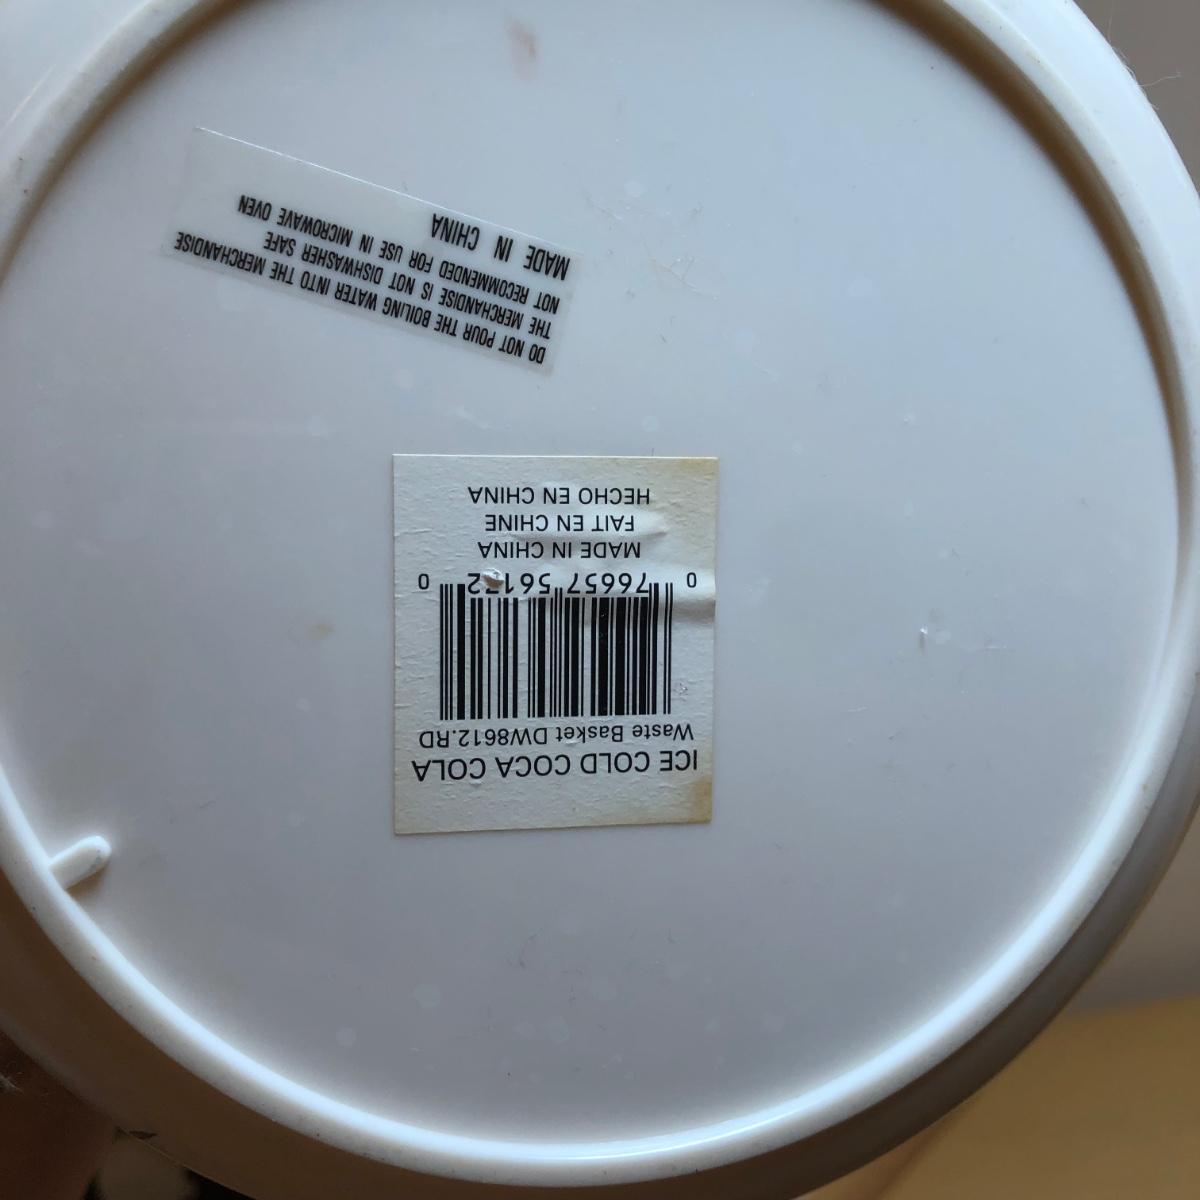 ICE COLD COCA COLA
Waste Basket DW8612.RD
0 76657 56172 0
MADE IN CHINA
FAIT EN CHINE
HECHO EN CHINA
DO NOT POUR THE BOILING WATER INTO THE MERCHANDISE
THE MERCHANDISE IS NOT DISHWASHER SAFE
NOT RECOMMENDED FOR USE IN MICROWAVE OVEN
MADE IN CHINA